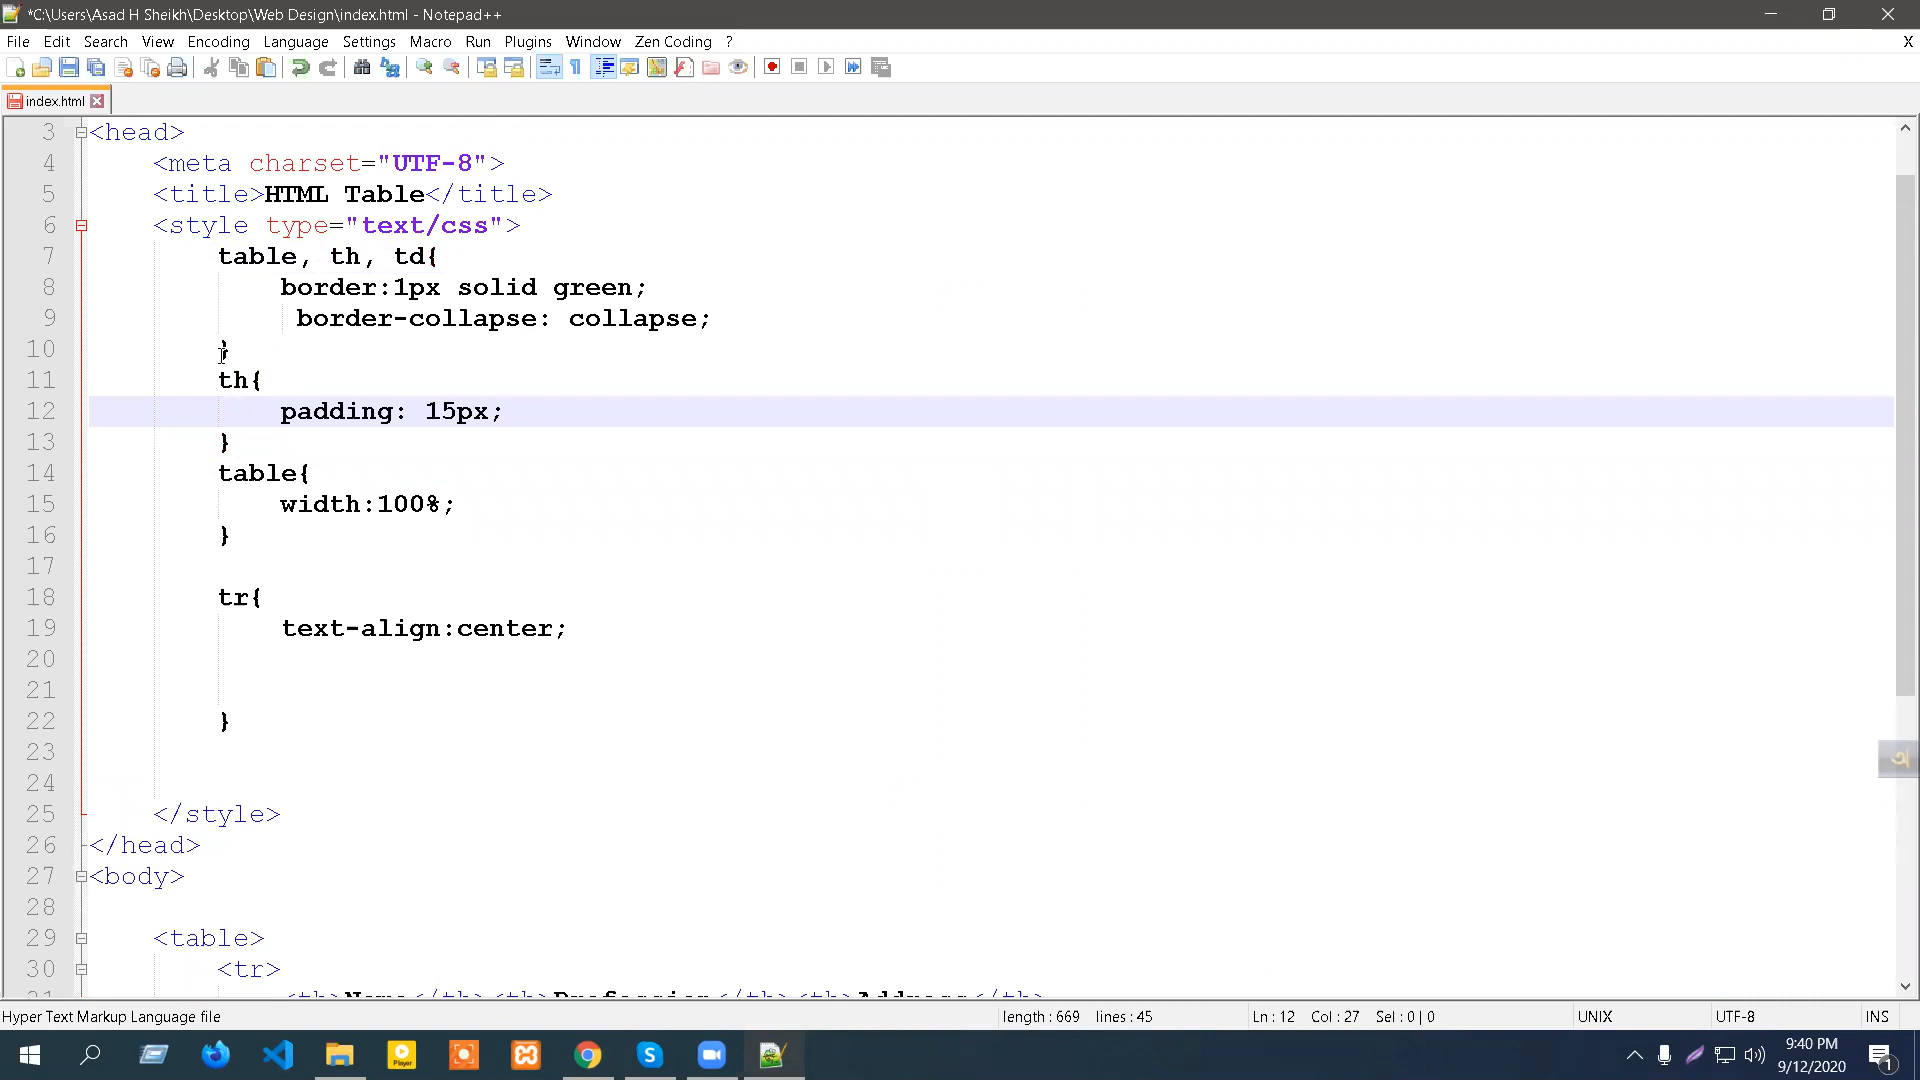 *C:\Users\Asad H Sheikh\Desktop\Web Design\index.html - Notepad++
File Edit Search View Encoding Language Settings Macro Run Plugins Window Zen Coding ? X
index.html
3 <head>
4 <meta charset="UTF-8">
5 <title>HTML Table</title>
6 <style type="text/css">
7 table, th, td{
8 border:1px solid green;
9 border-collapse: collapse;
10 }
11 th{
12 padding: 15px;
13 }
14 table{
15 width:100%;
16 }
17
18 tr{
19 text-align:center;
20
21
22 }
23
24
25 </style>
26 </head>
27 <body>
28
29 <table>
30 <tr>
অ
Hyper Text Markup Language file length : 669 lines : 45 Ln : 12 Col : 27 Sel : 0 | 0 UNIX UTF-8 INS
Player
9:40 PM
9/12/2020
1